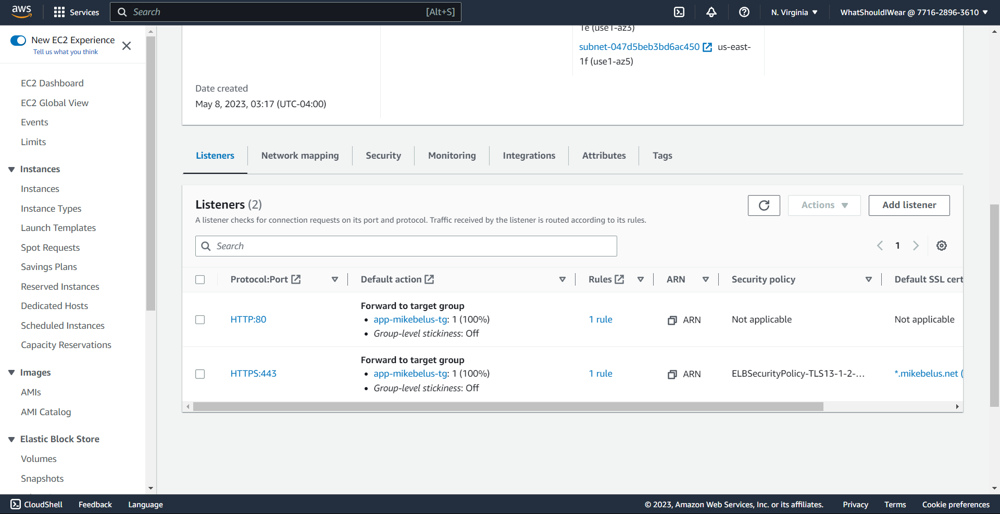 aws
Services
Search
[Alt+S]
N. Virginia
WhatShouldIWear @ 7716-2896-3610
New EC2 Experience
Tell us what you think
EC2 Dashboard
EC2 Global View
Events
Limits
Instances
Instances
Instance Types
Launch Templates
Spot Requests
Savings Plans
Reserved Instances
Dedicated Hosts
Scheduled Instances
Capacity Reservations
Images
AMIs
AMI Catalog
Elastic Block Store
Volumes
Snapshots
1e (use1-az3)
subnet-047d5beb3bd6ac450 us-east-
1f (use1-az5)
Date created
May 8, 2023, 03:17 (UTC-04:00)
Listeners
Network mapping
Security
Monitoring
Integrations
Attributes
Tags
Listeners (2)
A listener checks for connection requests on its port and protocol. Traffic received by the listener is routed according to its rules.
Actions
Add listener
Search
1
Protocol:Port
Default action
Rules
ARN
Security policy
Default SSL cert
HTTP:80
Forward to target group
• app-mikebelus-tg: 1 (100%)
• Group-level stickiness: Off
1 rule
ARN
Not applicable
Not applicable
HTTPS:443
Forward to target group
• app-mikebelus-tg: 1 (100%)
• Group-level stickiness: Off
1 rule
ARN
ELBSecurityPolicy-TLS13-1-2-...
*.mikebelus.net (
CloudShell
Feedback
Language
© 2023, Amazon Web Services, Inc. or its affiliates.
Privacy
Terms
Cookie preferences